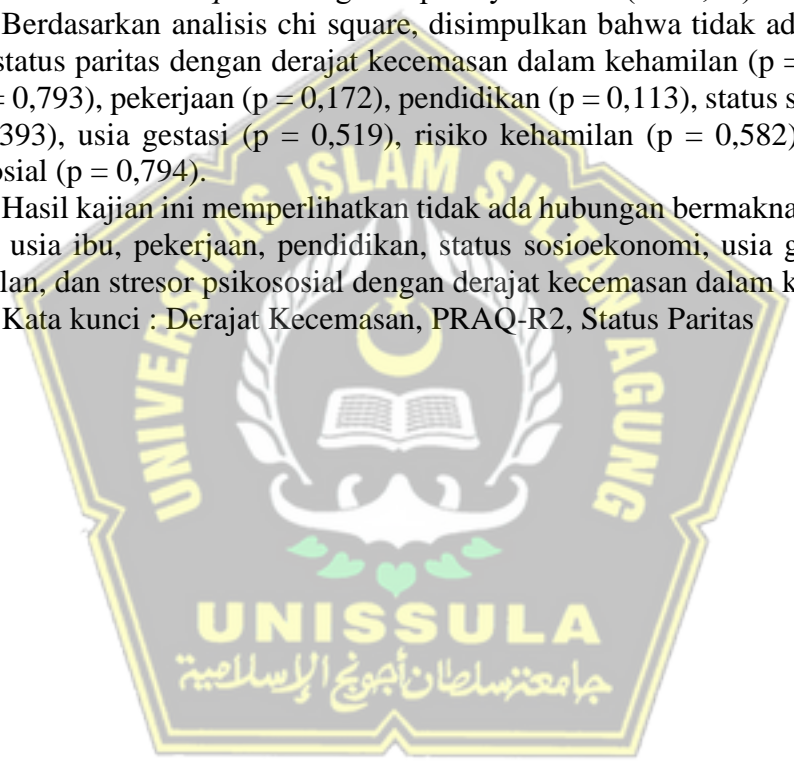 Berdasarkan analisis chi square, disimpulkan bahwa tidak ad
status paritas dengan derajat kecemasan dalam kehamilan (p =
= 0,793), pekerjaan (p = 0,172), pendidikan (p = 0,113), status s
393), usia gestasi (p = 0,519), risiko kehamilan (p = 0,582)
osial (p = 0,794).
Hasil kajian ini memperlihatkan tidak ada hubungan bermakna
usia ibu, pekerjaan, pendidikan, status sosioekonomi, usia g
lan, dan stresor psikososial dengan derajat kecemasan dalam k
Kata kunci : Derajat Kecemasan, PRAQ-R2, Status Paritas
UNIVERSITAS ISLAM SULTAN AGUNG
UNISSULA
جامعتسلطان أجونج الإسلامية